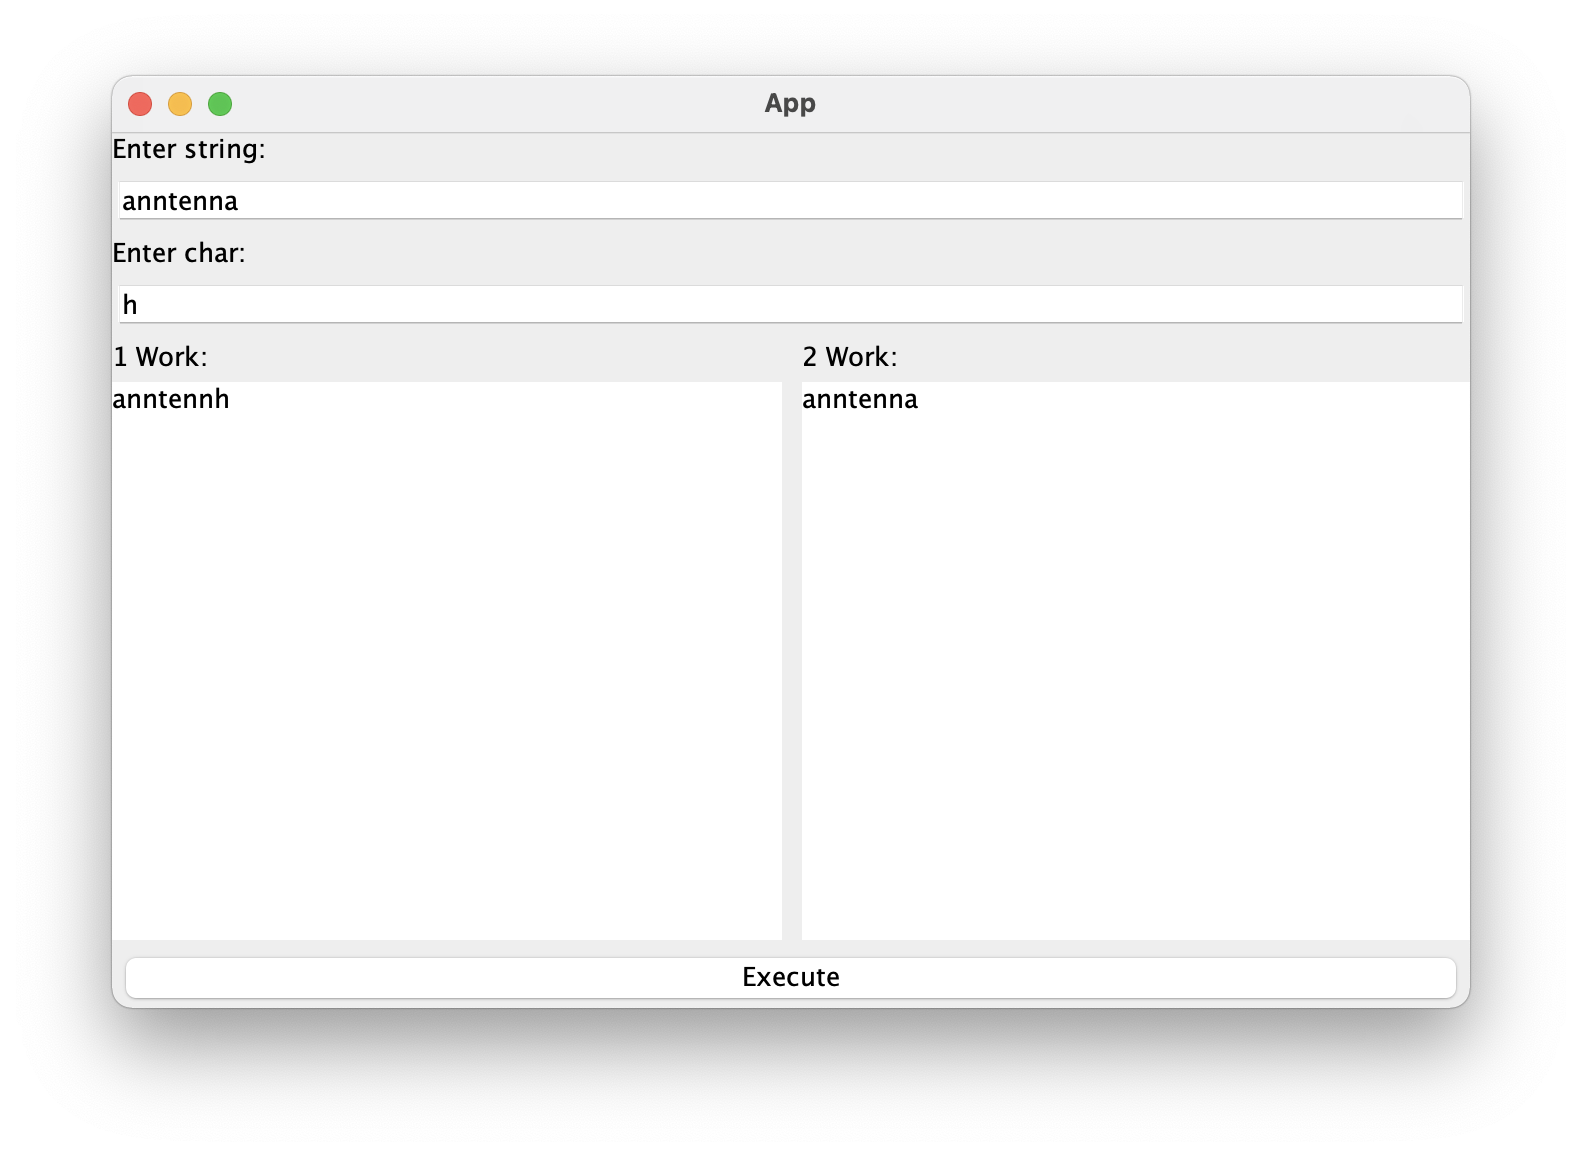 App
Enter string:
anntenna
Enter char:
h
1 Work:
anntennh
2 Work:
anntenna
Execute